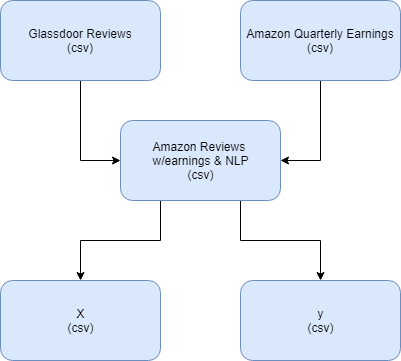 Glassdoor Reviews
(csv)
Amazon Quarterly Earnings
(csv)
Amazon Reviews
w/earnings & NLP
(csv)
X
(csv)
y
(csv)